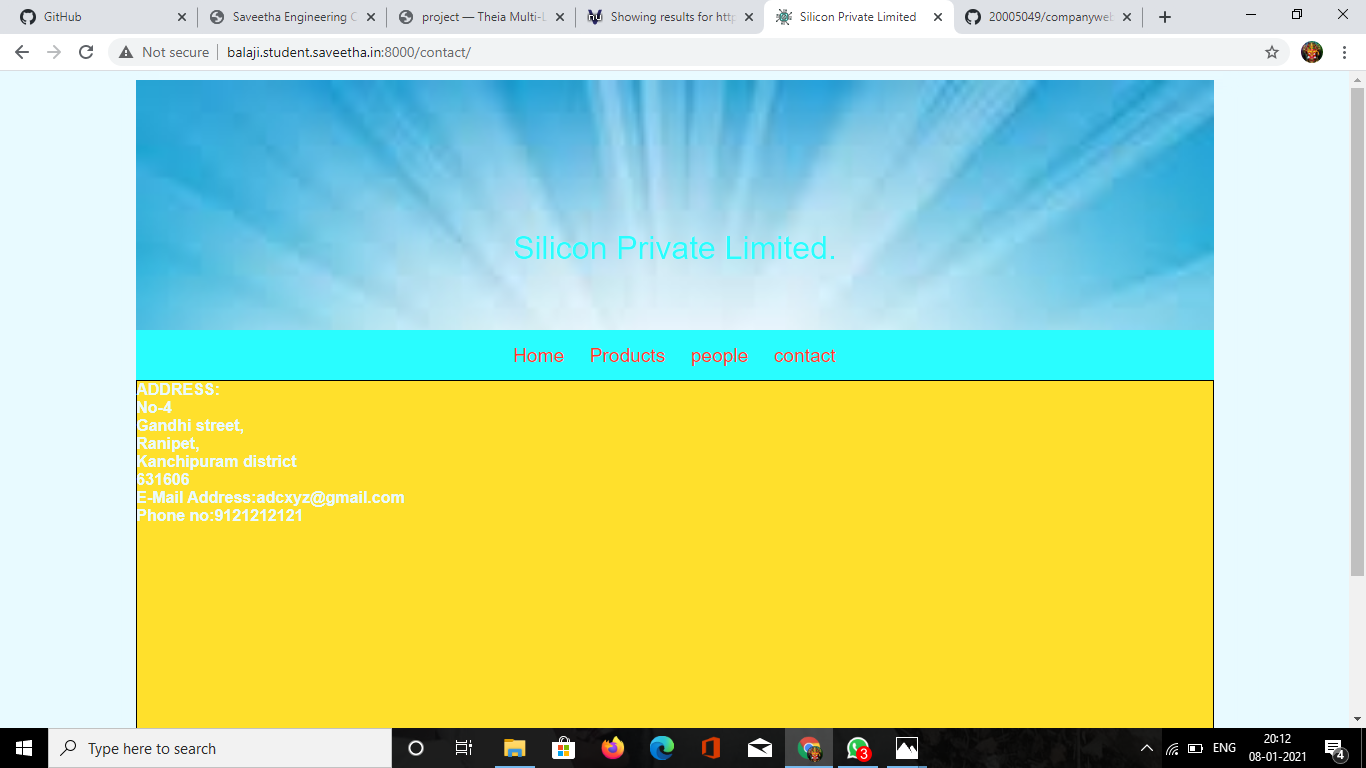 GitHub
Saveetha Engineering C
project — Theia Multi-L
Showing results for http
Silicon Private Limited
20005049/companyweb
Not secure
balaji.student.saveetha.in:8000/contact/
Silicon Private Limited.
Home Products people contact
ADDRESS:
No-4
Gandhi street,
Ranipet,
Kanchipuram district
631606
E-Mail Address:adcxyz@gmail.com
Phone no:9121212121
Type here to search
3
ENG
20:12
08-01-2021
4